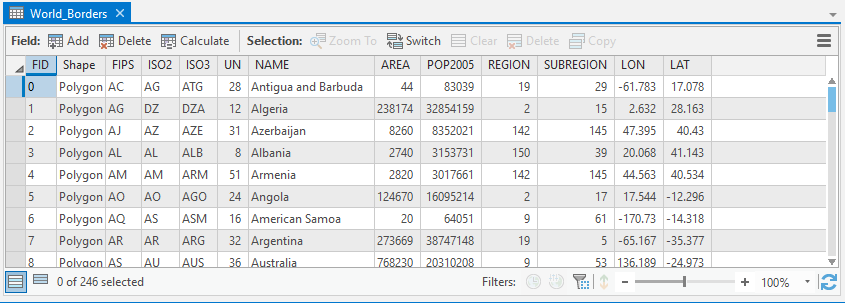 World_Borders
Field: Add Delete Calculate Selection: Zoom To Switch Clear Delete Copy
FID Shape FIPS ISO2 ISO3 UN NAME AREA POP2005 REGION SUBREGION LON LAT
0 Polygon AC AG ATG 28 Antigua and Barbuda 44 83039 19 29 -61.783 17.078
1 Polygon AG DZ DZA 12 Algeria 238174 32854159 2 15 2.632 28.163
2 Polygon AJ AZ AZE 31 Azerbaijan 8260 8352021 142 145 47.395 40.43
3 Polygon AL AL ALB 8 Albania 2740 3153731 150 39 20.068 41.143
4 Polygon AM AM ARM 51 Armenia 2820 3017661 142 145 44.563 40.534
5 Polygon AO AO AGO 24 Angola 124670 16095214 2 17 17.544 -12.296
6 Polygon AQ AS ASM 16 American Samoa 20 64051 9 61 -170.73 -14.318
7 Polygon AR AR ARG 32 Argentina 273669 38747148 19 5 -65.167 -35.377
8 Polygon AS AU AUS 36 Australia 768230 20310208 9 53 136.189 -24.973
0 of 246 selected Filters: 100%